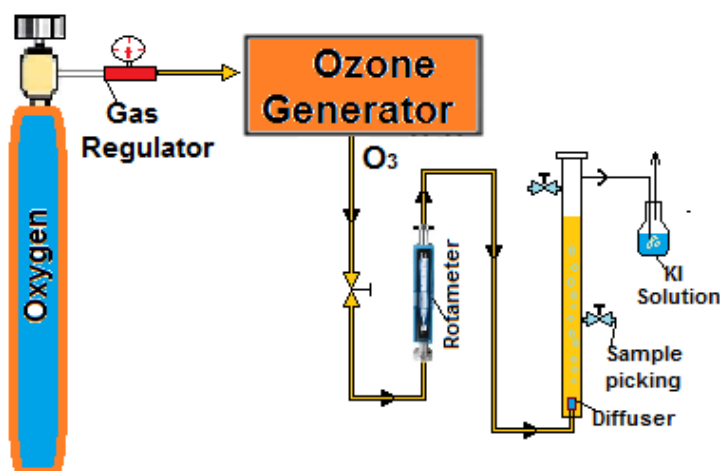 Ozone
Generator
Gas
Regulator
O3
Oxygen
Rotameter
KI
Solution
Sample
picking
Diffuser